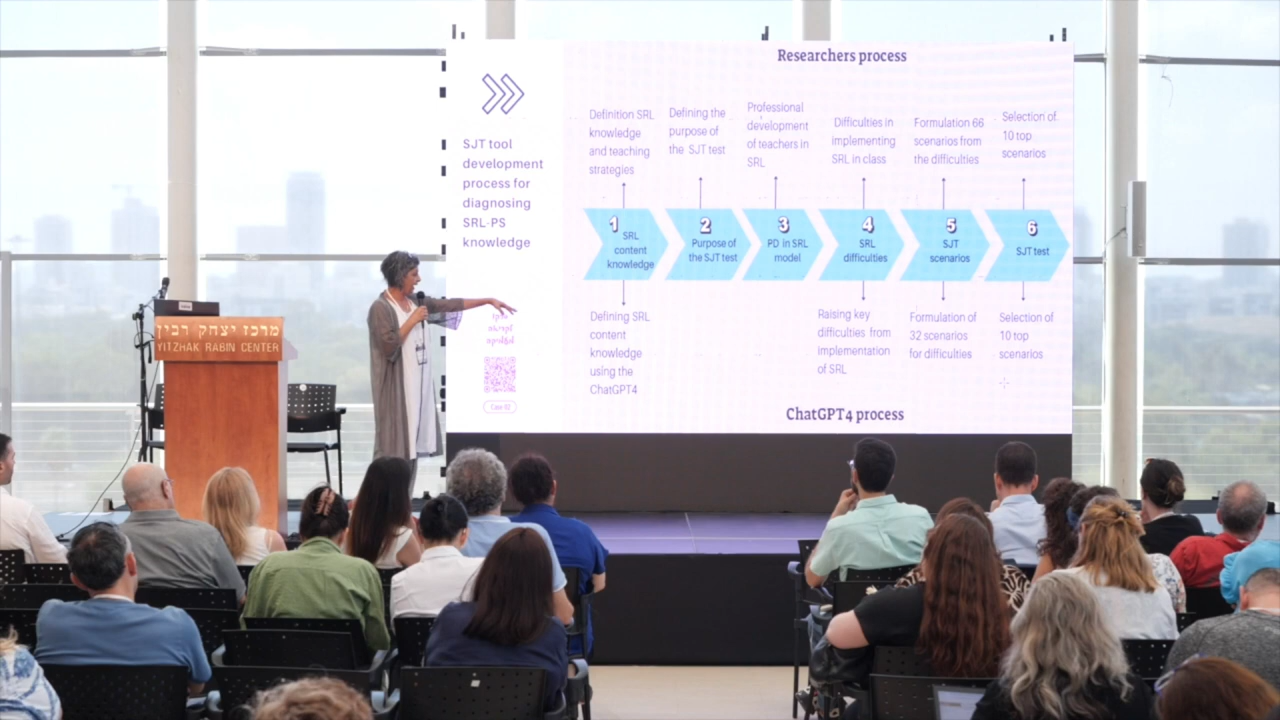 Researchers process
SJT tool
development
process for
diagnosing
SRL-PS
knowledge
Definition SRL
knowledge
and teaching
strategies
Defining the
purpose of
the SJT test
Professional
development
of teachers in
SRL
Difficulties in
implementing
SRL in class
Formulation 66
scenarios from
the difficulties
Selection of
10 top
scenarios
1
SRL
content
knowledge
2
Purpose of
the SJT test
3
PD in SRL
model
4
SRL
difficulties
5
SJT
scenarios
6
SJT test
Defining SRL
content
knowledge
using the
ChatGPT4
Raising key
difficulties from
implementation
of SRL
Formulation of
32 scenarios
for difficulties
Selection of
10 top
scenarios
ChatGPT4 process
מרכז יצחק רבין
YITZHAK RABIN CENTER